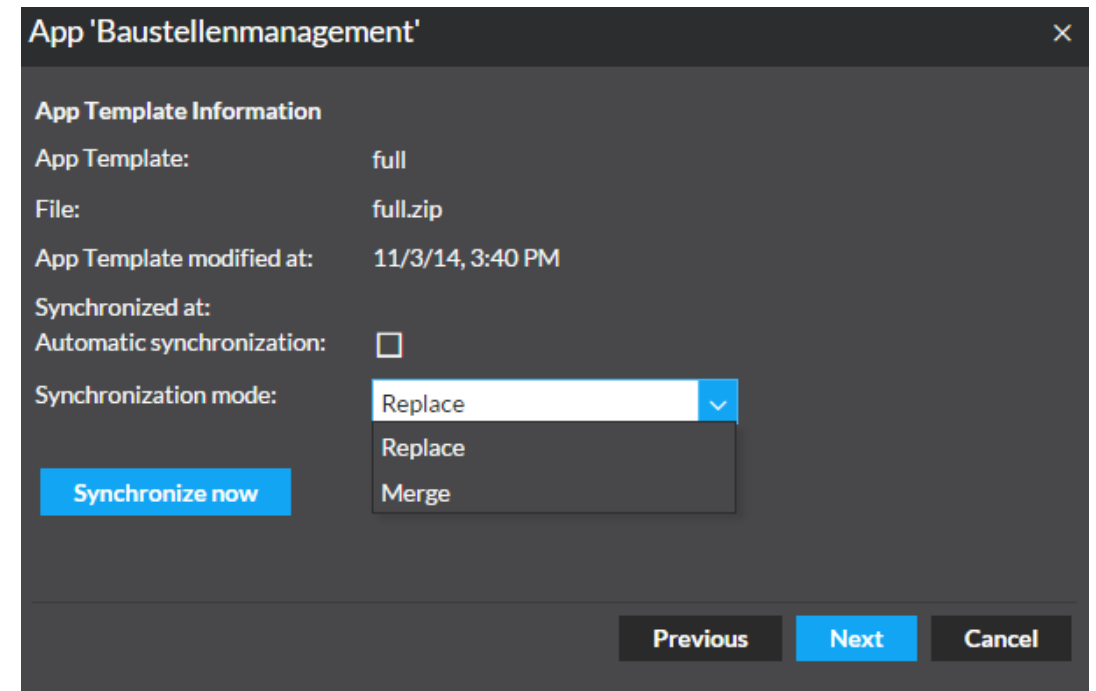 App 'Baustellenmanagement'
App Template Information
App Template: full
File: full.zip
App Template modified at: 11/3/14, 3:40 PM
Synchronized at:
Automatic synchronization:
Synchronization mode: Replace
Replace
Synchronize now Merge
Previous Next Cancel